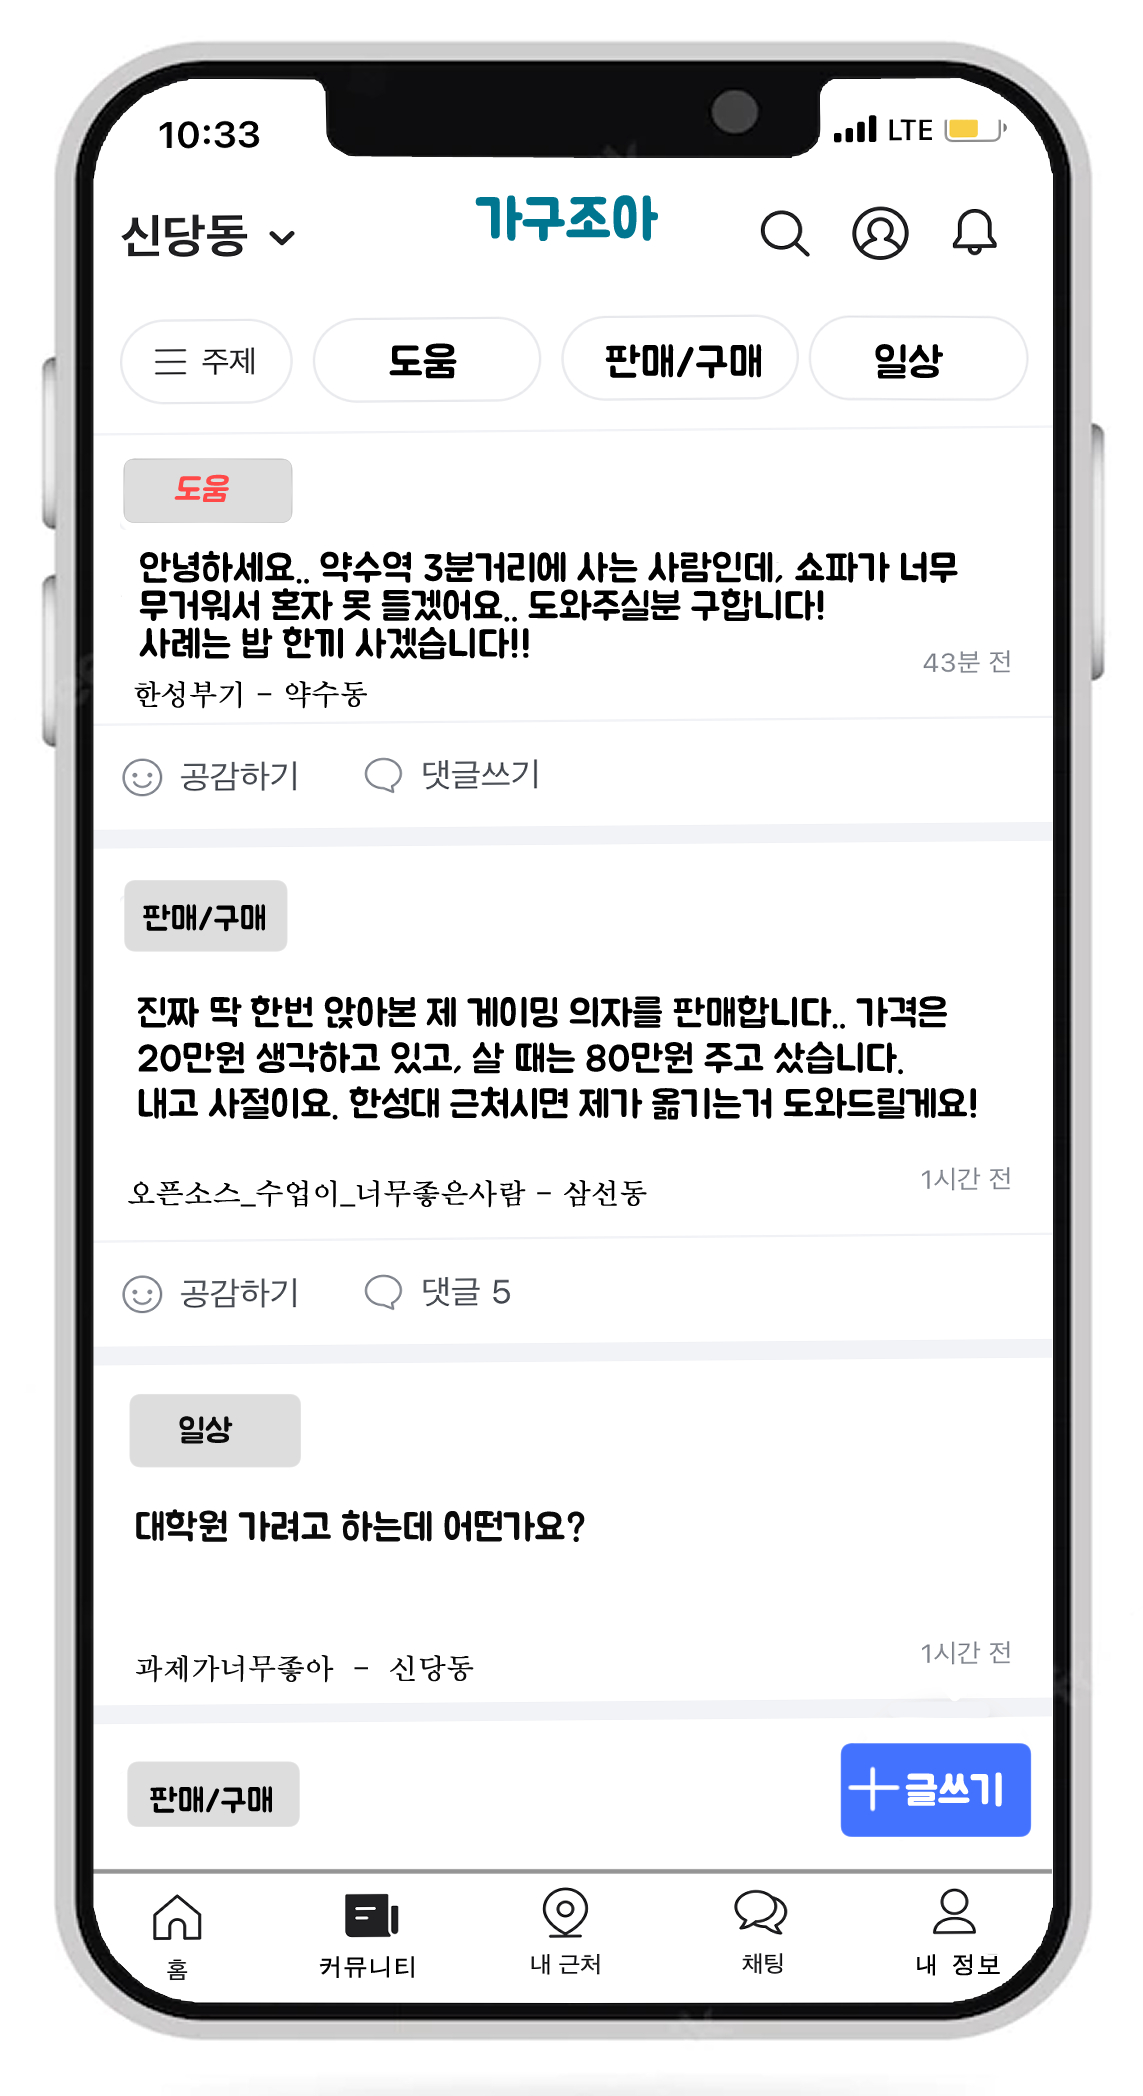 10:33
LTE
신당동
가구조아
주제
도움
판매/구매
일상
도움
안녕하세요.. 약수역 3분거리에 사는 사람인데, 쇼파가 너무
무거워서 혼자 못 들겠어요.. 도와주실분 구합니다!
사례는 밥 한끼 사겠습니다!!
한성부기 - 약수동
43분 전
공감하기
댓글쓰기
판매/구매
진짜 딱 한번 앉아본 제 게이밍 의자를 판매합니다.. 가격은
20만원 생각하고 있고, 살 때는 80만원 주고 샀습니다.
내고 사절이요. 한성대 근처시면 제가 옮기는거 도와드릴게요!
오픈소스_수업이_너무좋은사람 - 삼선동
1시간 전
공감하기
댓글 5
일상
대학원 가려고 하는데 어떤가요?
과제가너무좋아 - 신당동
1시간 전
판매/구매
글쓰기
홈
커뮤니티
내 근처
채팅
내 정보